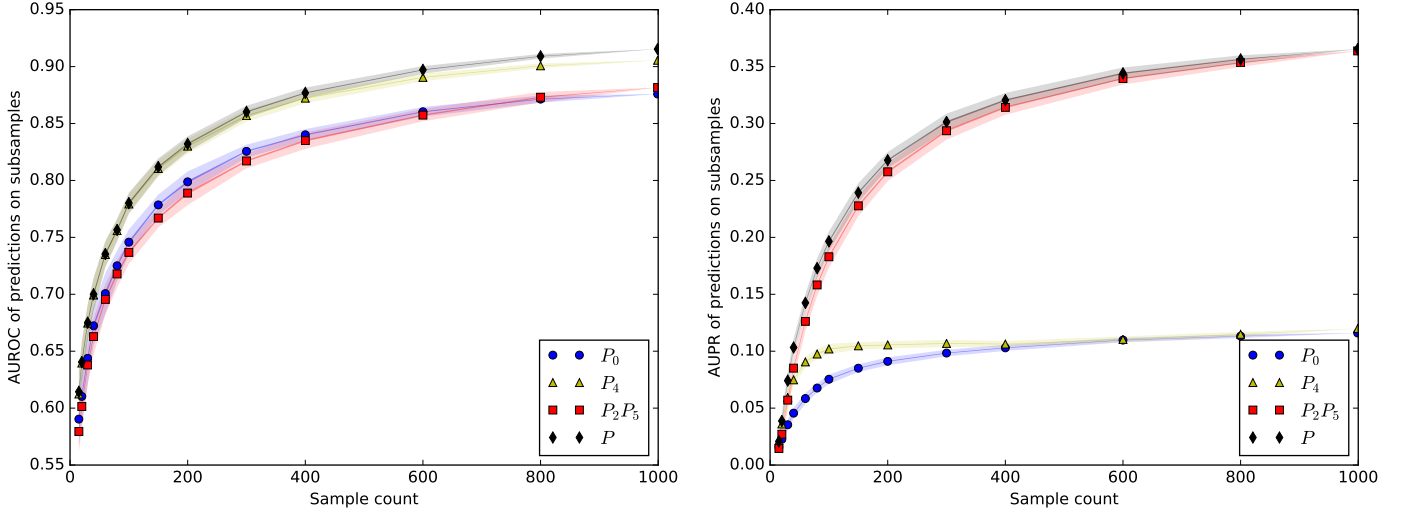 AUROC of predictions on subsamples
0.95
0.90
0.85
0.80
0.75
0.70
0.65
0.60
0.55
0 200 400 600 800 1000
Sample count
P₀
P₄
P₂P₅
P
AUPR of predictions on subsamples
0.40
0.35
0.30
0.25
0.20
0.15
0.10
0.05
0.00
0 200 400 600 800 1000
Sample count
P₀
P₄
P₂P₅
P